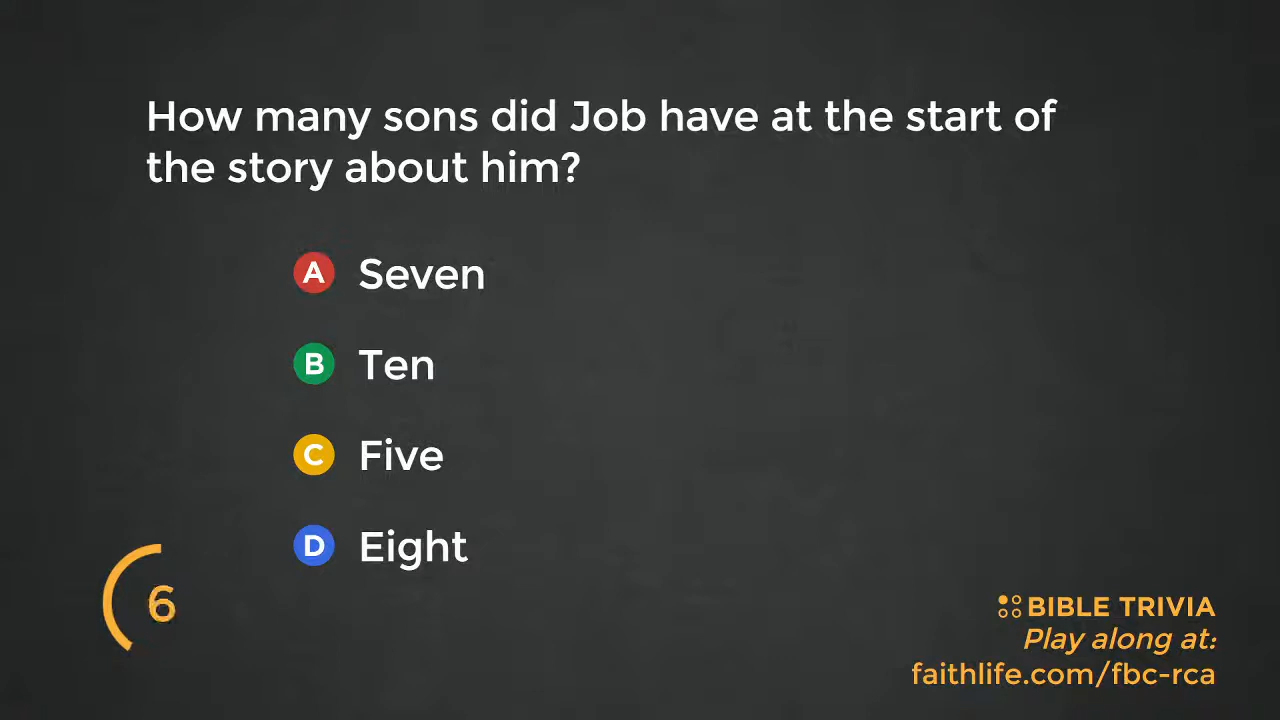 How many sons did Job have at the start of
the story about him?
A Seven
B Ten
C Five
D Eight
6
BIBLE TRIVIA
Play along at:
faithlife.com/fbc-rca